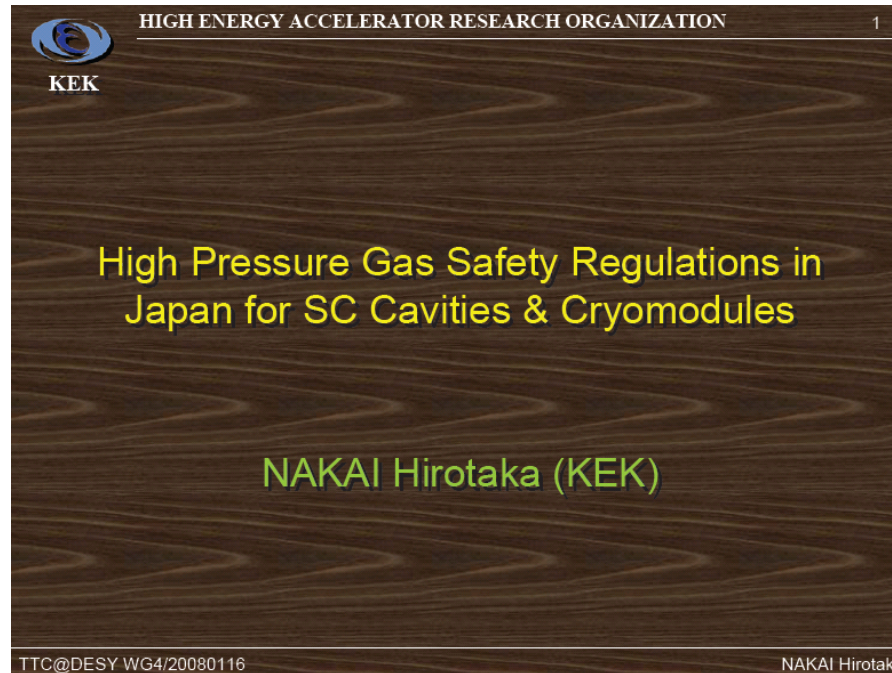 HIGH ENERGY ACCELERATOR RESEARCH ORGANIZATION
1
KEK
High Pressure Gas Safety Regulations in
Japan for SC Cavities & Cryomodules
NAKAI Hirotaka (KEK)
TTC@DESY WG4/20080116
NAKAI Hirotak